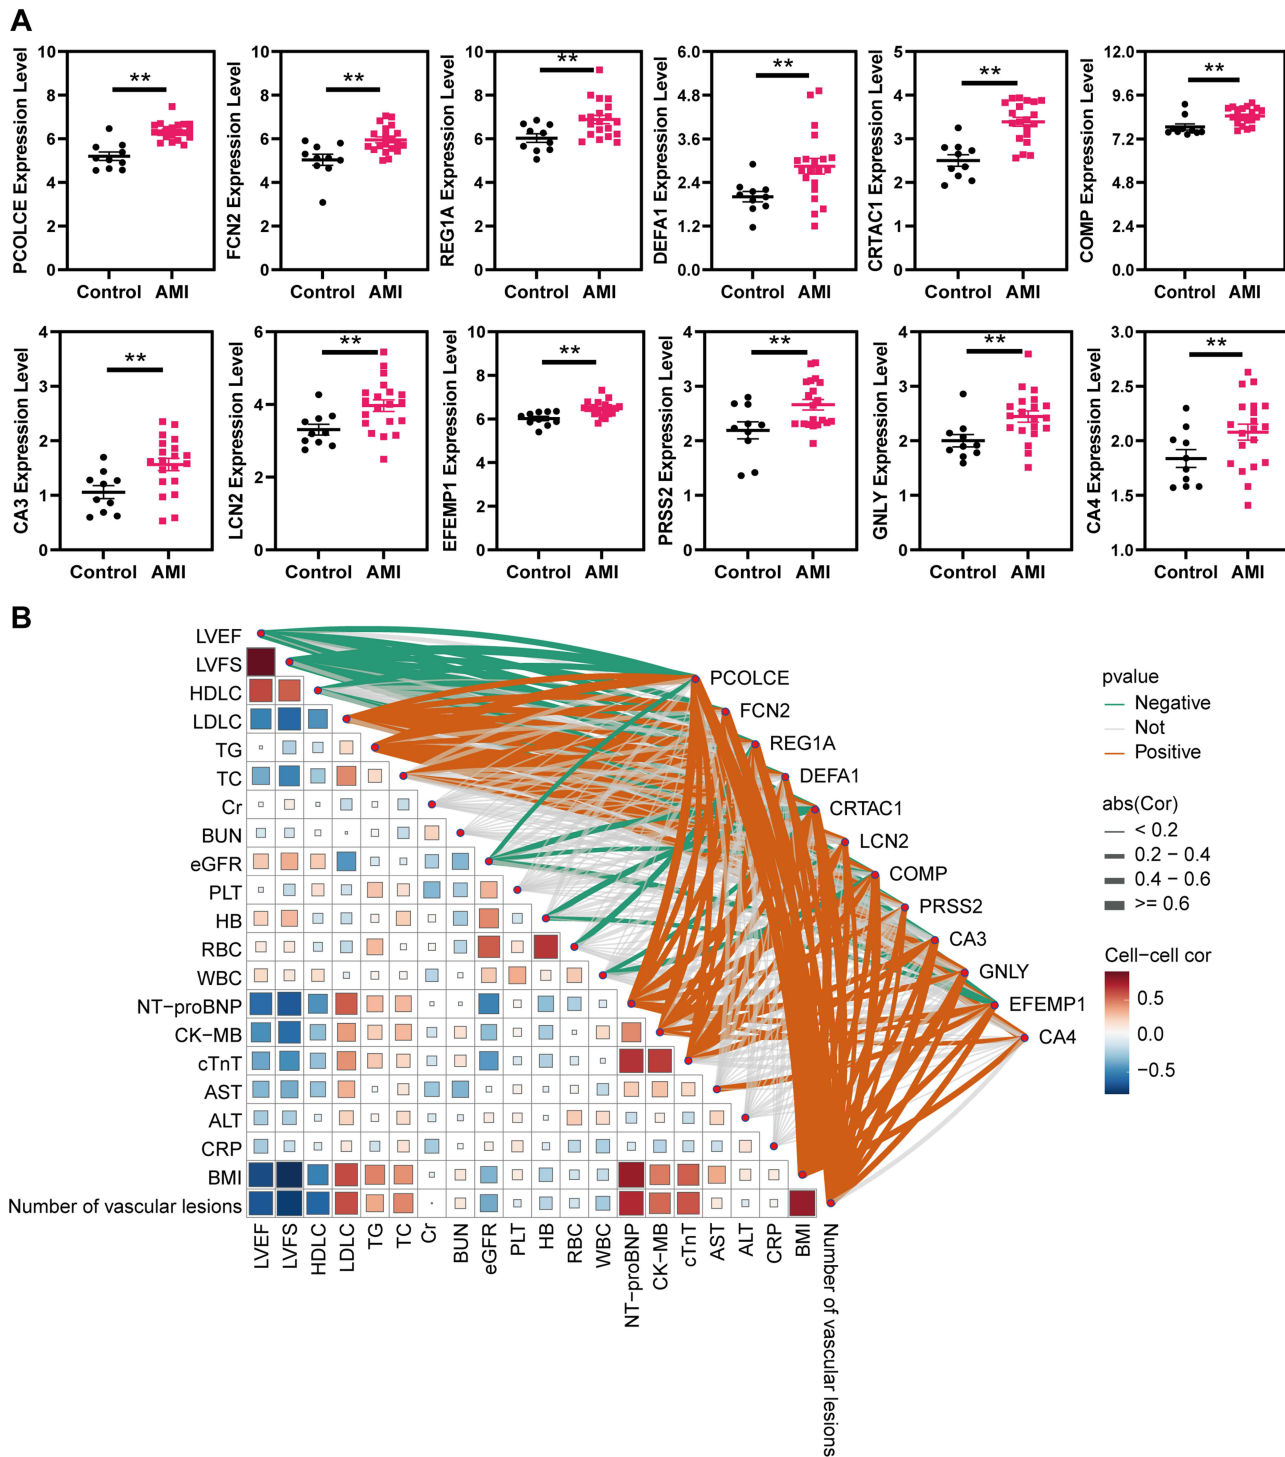 A
PCOLCE Expression Level
10
8
6
4
2
0
**
Control AMI
FCN2 Expression Level
10
8
6
4
2
0
**
Control AMI
REG1A Expression Level
10
8
6
4
2
0
**
Control AMI
DEFA1 Expression Level
6.0
4.8
3.6
2.4
1.2
0.0
**
Control AMI
CRTAC1 Expression Level
5
4
3
2
1
0
**
Control AMI
COMP Expression Level
12.0
9.6
7.2
4.8
2.4
0.0
**
Control AMI
CA3 Expression Level
4
3
2
1
0
**
Control AMI
LCN2 Expression Level
6
4
2
0
**
Control AMI
EFEMP1 Expression Level
10
8
6
4
2
0
**
Control AMI
PRSS2 Expression Level
4
3
2
1
0
**
Control AMI
GNLY Expression Level
4
3
2
1
0
**
Control AMI
CA4 Expression Level
3.0
2.5
2.0
1.5
1.0
**
Control AMI
B
LVEF
LVFS
HDLC
LDLC
TG
TC
Cr
BUN
eGFR
PLT
HB
RBC
WBC
NT-proBNP
CK-MB
cTnT
AST
ALT
CRP
BMI
Number of vascular lesions
LVEF
LVFS
HDLC
LDLC
TG
TC
Cr
BUN
eGFR
PLT
HB
RBC
WBC
NT-proBNP
CK-MB
cTnT
AST
ALT
CRP
BMI
Number of vascular lesions
PCOLCE
FCN2
REG1A
DEFA1
CRTAC1
LCN2
COMP
PRSS2
CA3
GNLY
EFEMP1
CA4
pvalue
Negative
Not
Positive
abs(Cor)
< 0.2
0.2 - 0.4
0.4 - 0.6
>= 0.6
Cell-cell cor
0.5
0.0
-0.5